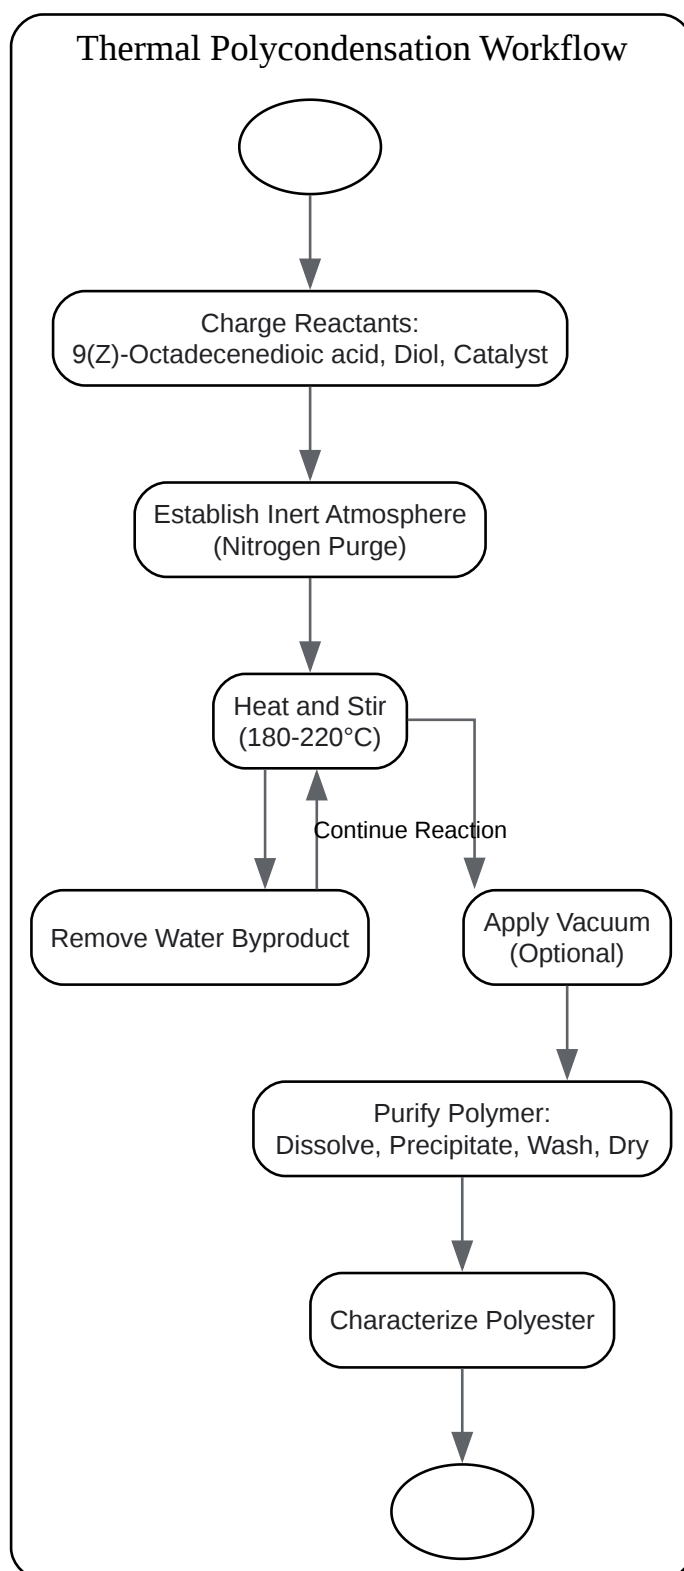 Thermal Polycondensation Workflow
Charge Reactants:
9(Z)-Octadecenedioic acid, Diol, Catalyst
Establish Inert Atmosphere
(Nitrogen Purge)
Heat and Stir
(180-220°C)
Continue Reaction
Remove Water Byproduct
Apply Vacuum
(Optional)
Purify Polymer:
Dissolve, Precipitate, Wash, Dry
Characterize Polyester